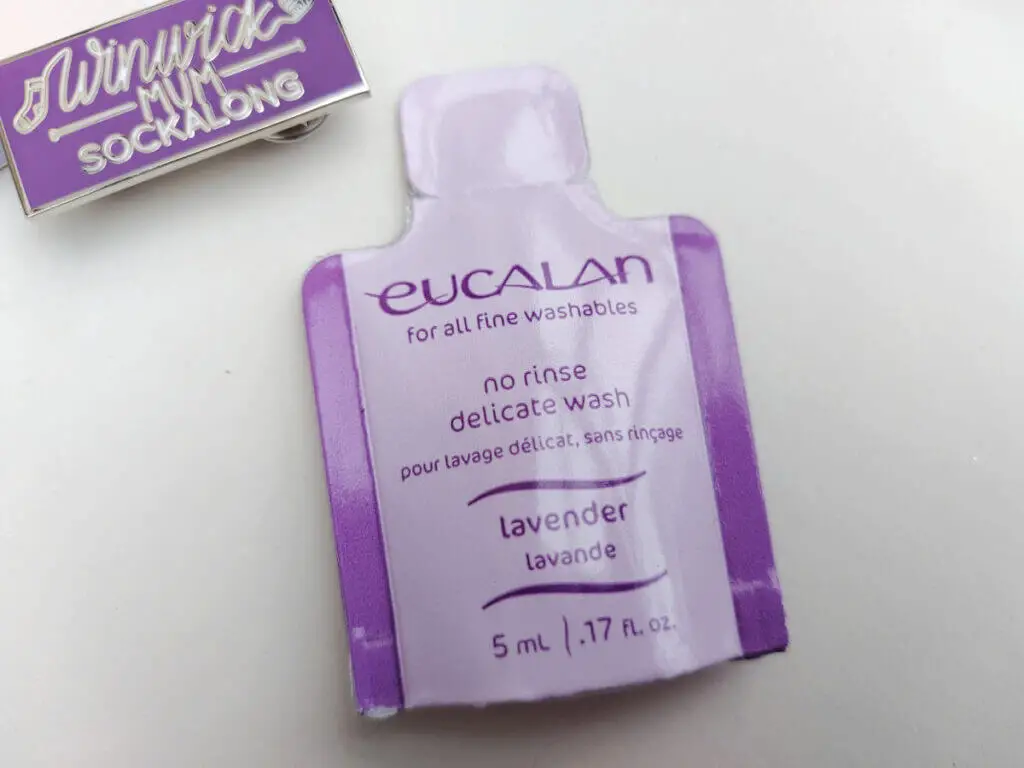 Winwick
MUM
SOCKALONG
eucalan
for all fine washables
no rinse
delicate wash
pour lavage délicat, sans rinçage
lavender
lavande
5 mL | .17 fl. oz.